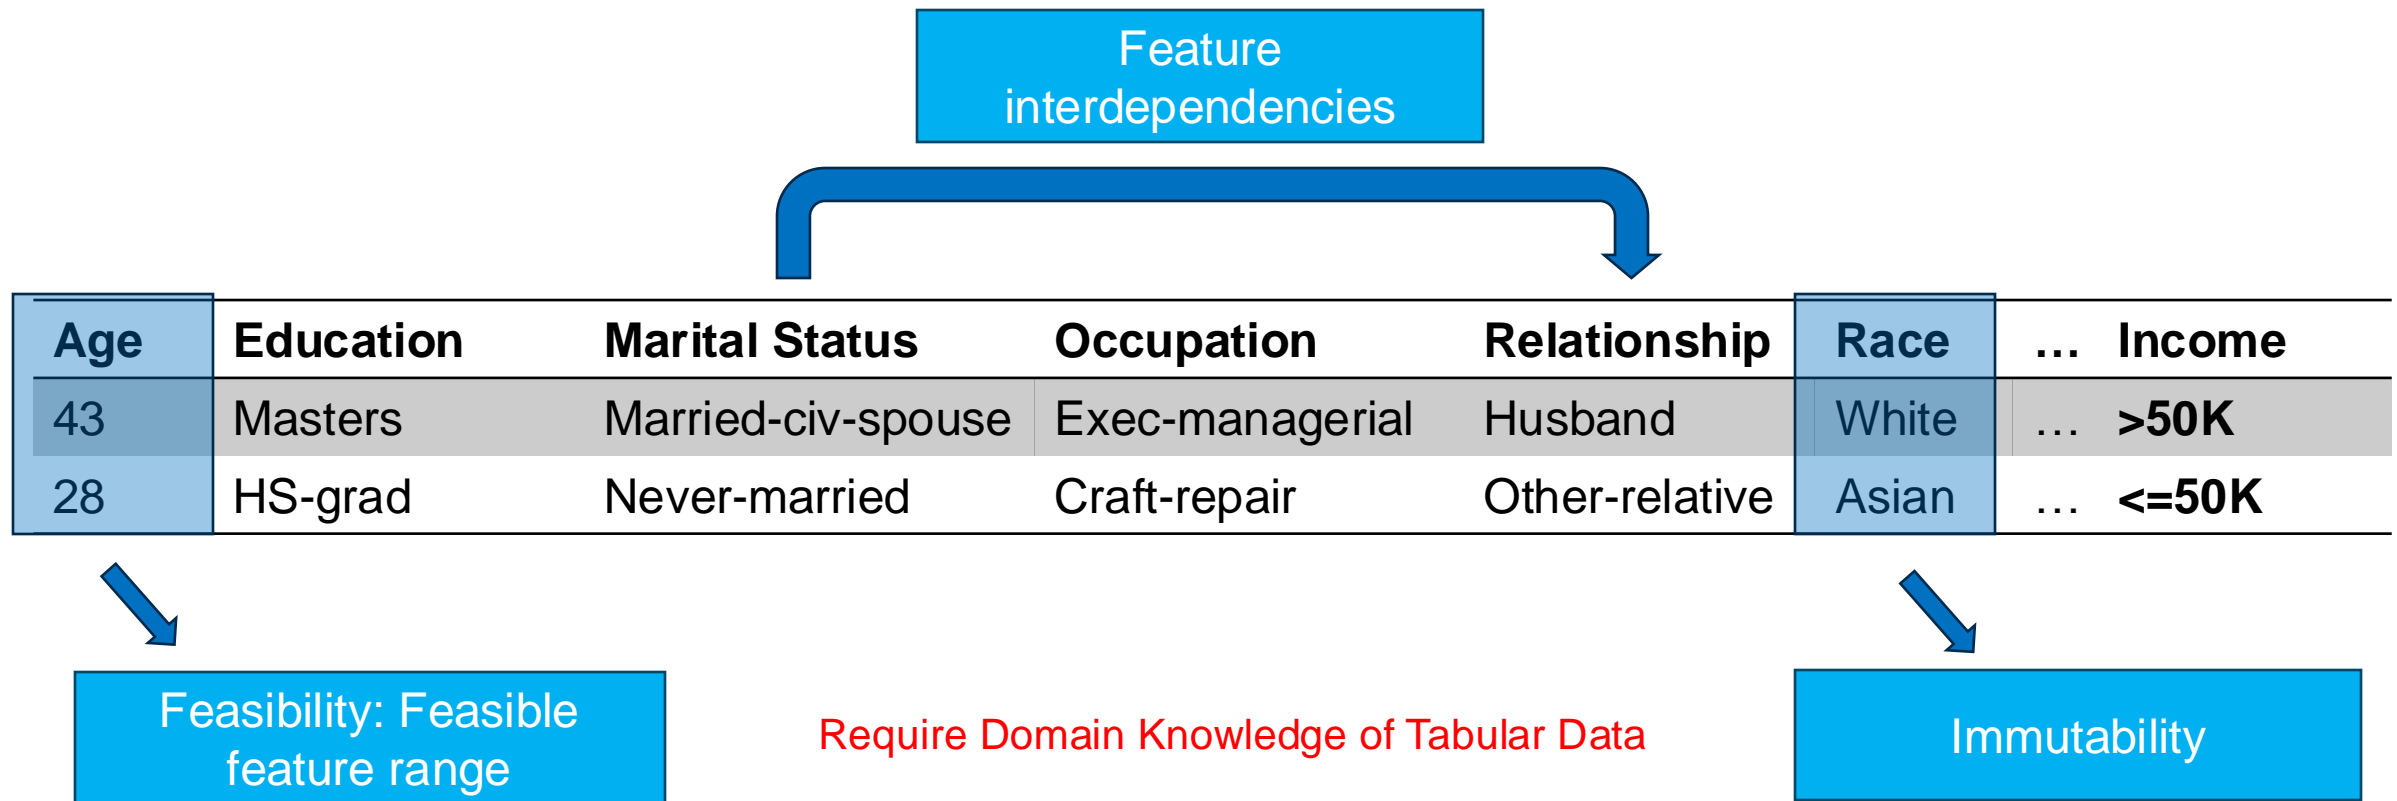 Feature
interdependencies
Age Education Marital Status Occupation Relationship Race … Income
43 Masters Married-civ-spouse Exec-managerial Husband White … >50K
28 HS-grad Never-married Craft-repair Other-relative Asian … <=50K
Feasibility: Feasible
feature range
Require Domain Knowledge of Tabular Data
Immutability